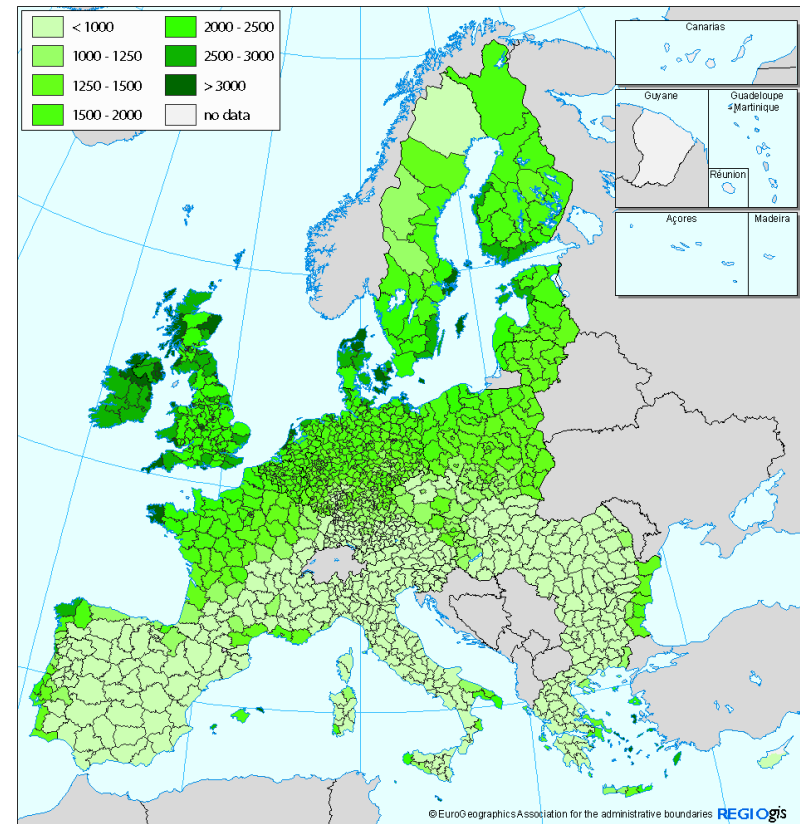 < 1000
1000 - 1250
1250 - 1500
1500 - 2000
2000 - 2500
2500 - 3000
> 3000
no data
Canarias
Guyane
Guadeloupe
Martinique
Réunion
Açores
Madeira
© EuroGeographics Association for the administrative boundaries REGIOgis